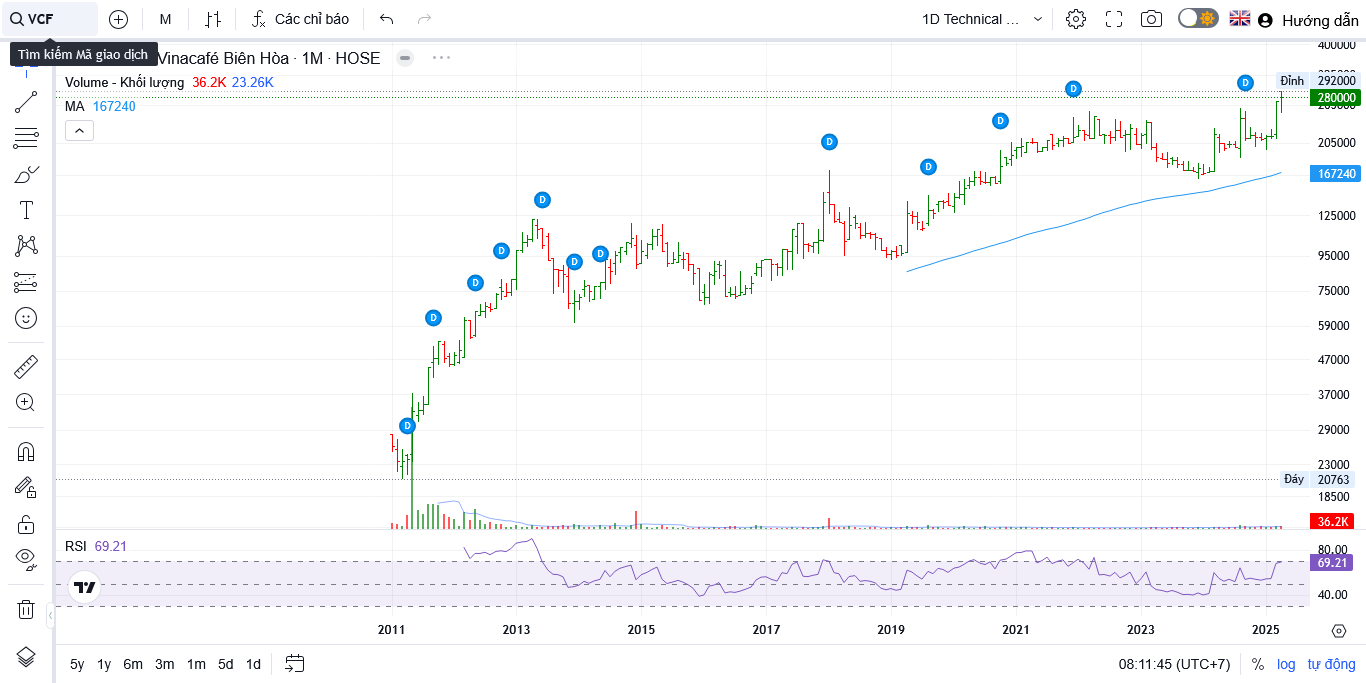 VCF
M
Các chỉ báo
1D Technical ...
Hướng dẫn
Tìm kiếm Mã giao dịch
Vinacafé Biên Hòa · 1M · HOSE
Volume - Khối lượng 36.2K 23.26K
MA 167240
400000
Đỉnh 292000
280000
205000
167240
125000
95000
75000
59000
47000
37000
29000
23000
Đáy 20763
18500
36.2K
D
D
D
D
D
D
D
D
D
D
D
D
RSI 69.21
80.00
69.21
40.00
2011 2013 2015 2017 2019 2021 2023 2025
5y 1y 6m 3m 1m 5d 1d
08:11:45 (UTC+7) % log tự động